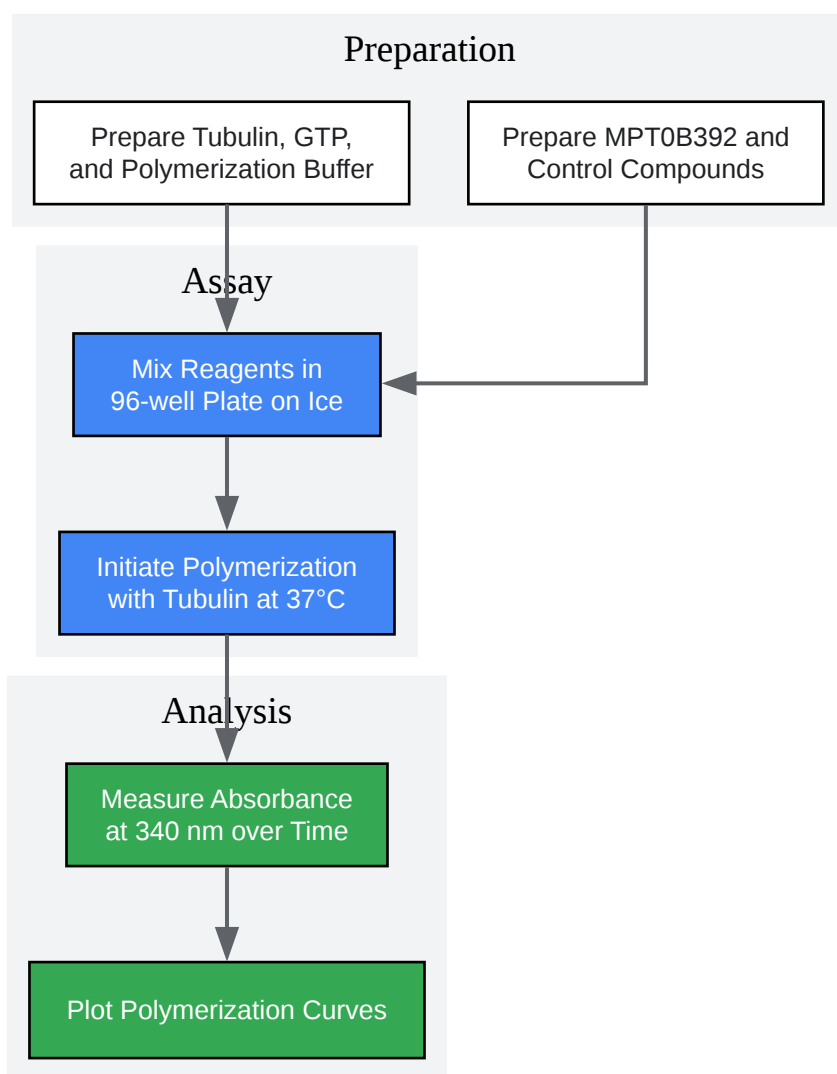 Preparation
Prepare Tubulin, GTP,
and Polymerization Buffer
Prepare MPT0B392 and
Control Compounds
Assay
Mix Reagents in
96-well Plate on Ice
Initiate Polymerization
with Tubulin at 37°C
Analysis
Measure Absorbance
at 340 nm over Time
Plot Polymerization Curves